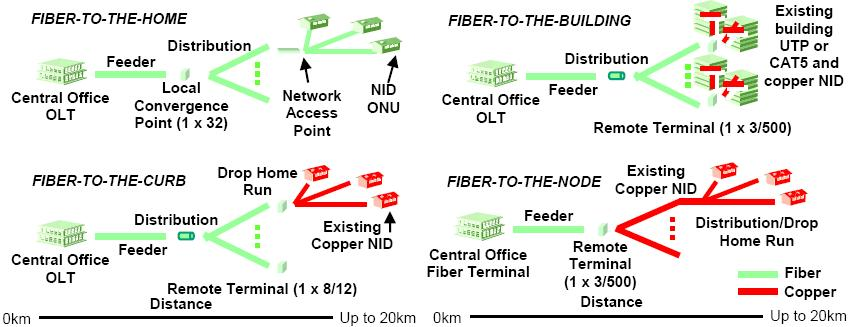 FIBER-TO-THE-HOME
Distribution
Feeder
Central Office
OLT
Local
Convergence
Point (1 x 32)
Network
Access
Point
NID
ONU
FIBER-TO-THE-BUILDING
Distribution
Feeder
Central Office
OLT
Existing
building
UTP or
CAT5 and
copper NID
Remote Terminal (1 x 3/500)
FIBER-TO-THE-CURB
Drop Home
Run
Distribution
Feeder
Central Office
OLT
Existing
Copper NID
Remote Terminal (1 x 8/12)
Distance
0km
Up to 20km
FIBER-TO-THE-NODE
Existing
Copper NID
Feeder
Central Office
Fiber Terminal
Remote
Terminal
(1 x 3/500)
Distribution/Drop
Home Run
Fiber
Copper
Distance
0km
Up to 20km